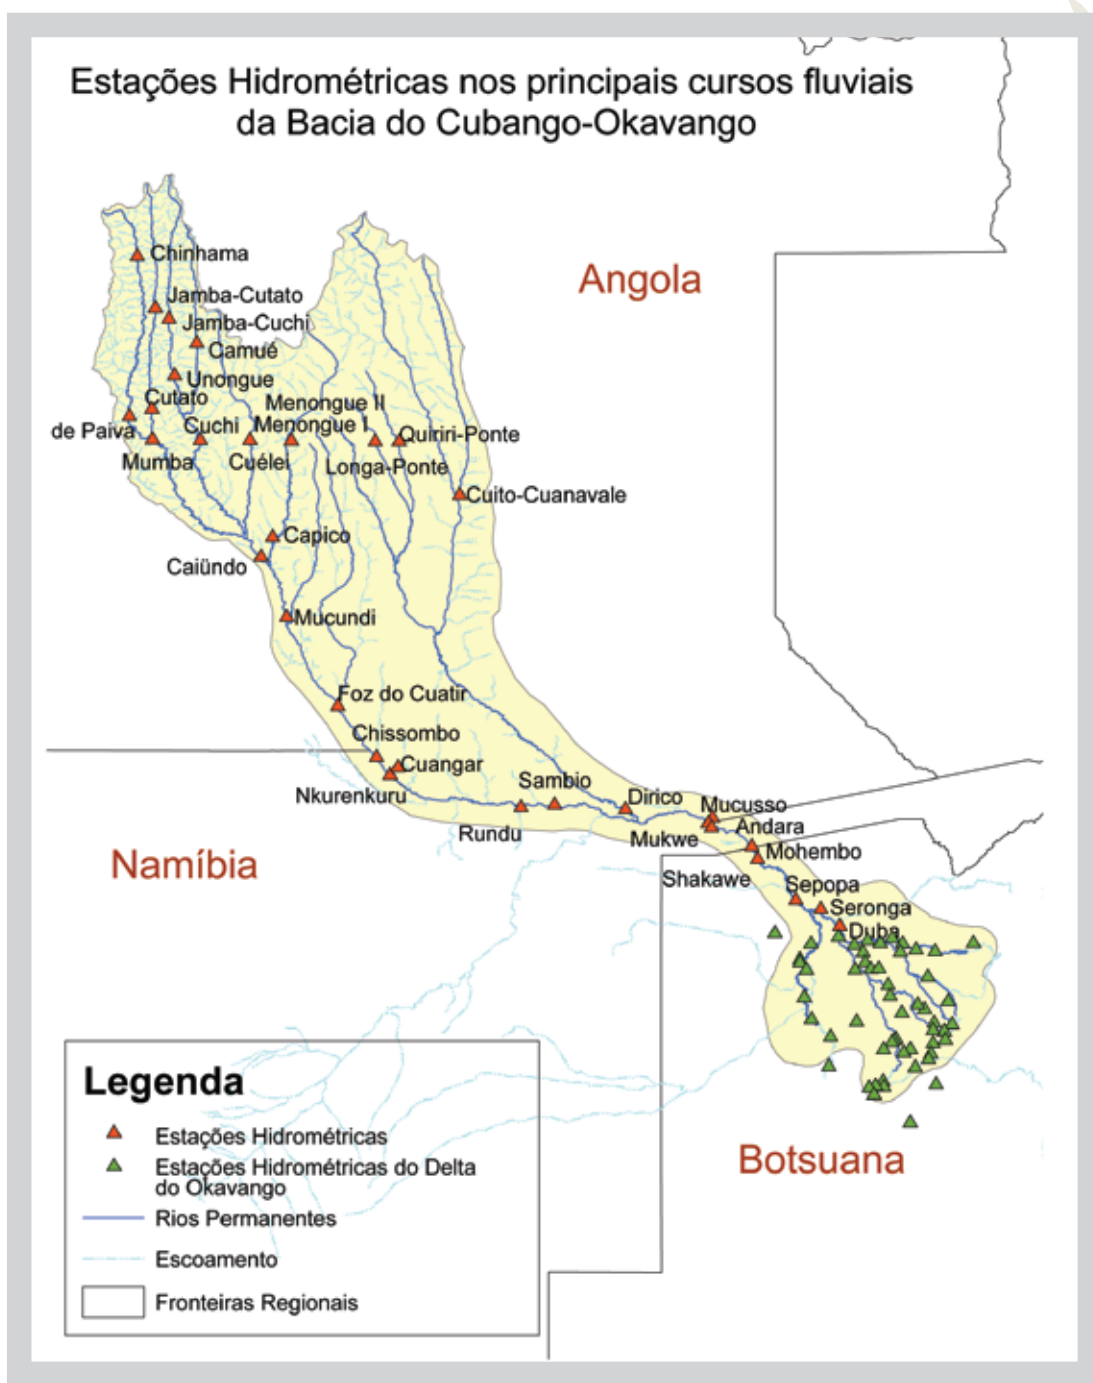 Estações Hidrométricas nos principais cursos fluviais
da Bacia do Cubango-Okavango
Angola
Chinhama
Jamba-Cutato
Jamba-Cuchi
Camué
Unongue
Cutato
Menongue II
de Paiva
Cuchi
Menongue I
Quiriri-Ponte
Mumba
Cuélei
Longa-Ponte
Cuito-Cuanavale
Capico
Caiündo
Mucundi
Foz do Cuatir
Chissombo
Cuangar
Sambio
Nkurenkuru
Dirico
Mucusso
Rundu
Mukwe
Andara
Mohembo
Namíbia
Shakawe
Sepopa
Seronga
Duba
Botsuana
Legenda
Estações Hidrométricas
Estações Hidrométricas do Delta
do Okavango
Rios Permanentes
Escoamento
Fronteiras Regionais